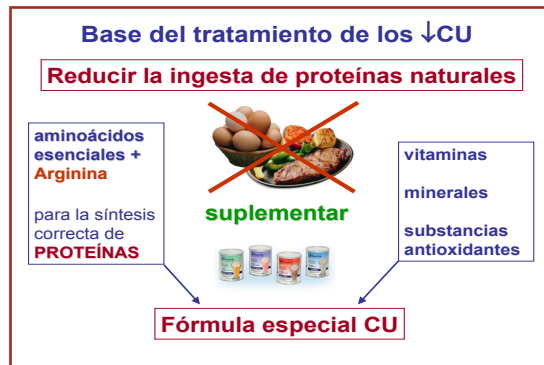 Base del tratamiento de los ↓CU
Reducir la ingesta de proteínas naturales
aminoácidos
esenciales +
Arginina
para la síntesis
correcta de
PROTEÍNAS
suplementar
vitaminas
minerales
substancias
antioxidantes
Fórmula especial CU